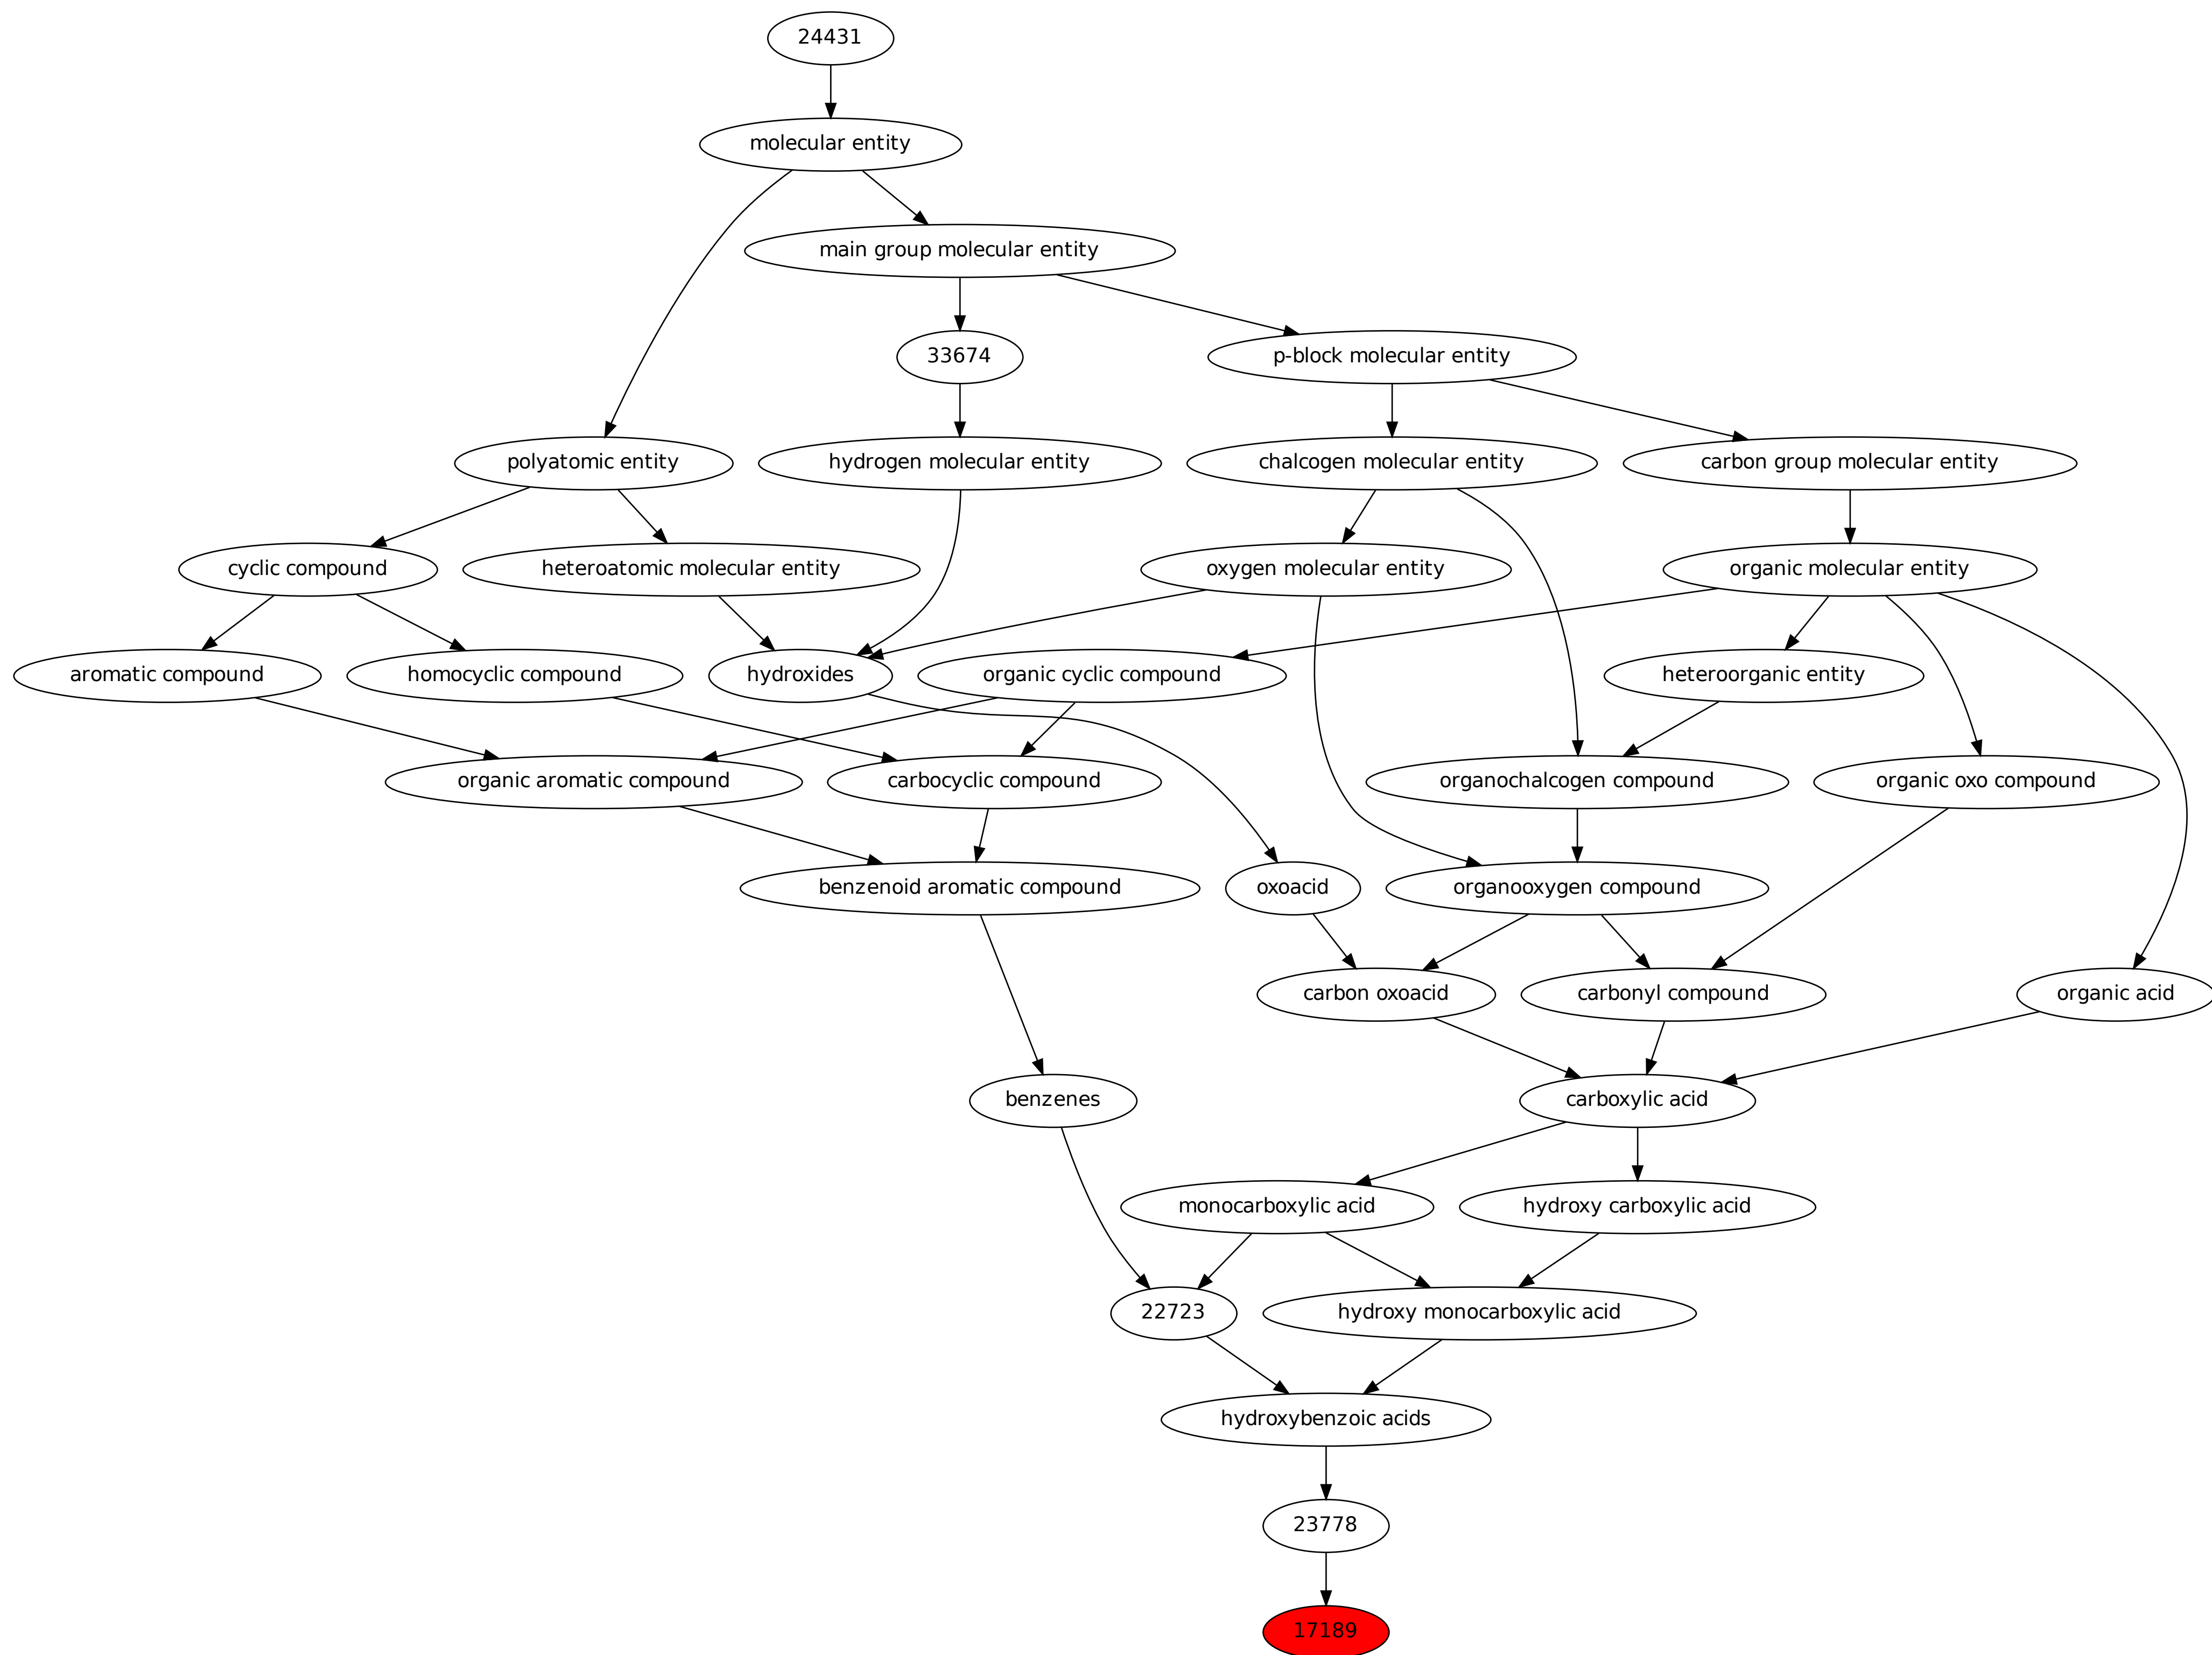 24431
molecular entity
main group molecular entity
33674
p-block molecular entity
polyatomic entity
hydrogen molecular entity
chalcogen molecular entity
carbon group molecular entity
cyclic compound
heteroatomic molecular entity
oxygen molecular entity
organic molecular entity
aromatic compound
homocyclic compound
hydroxides
organic cyclic compound
heteroorganic entity
organic aromatic compound
carbocyclic compound
organochalcogen compound
organic oxo compound
benzenoid aromatic compound
oxoacid
organooxygen compound
carbon oxoacid
carbonyl compound
organic acid
benzenes
carboxylic acid
monocarboxylic acid
hydroxy carboxylic acid
22723
hydroxy monocarboxylic acid
hydroxybenzoic acids
23778
17189